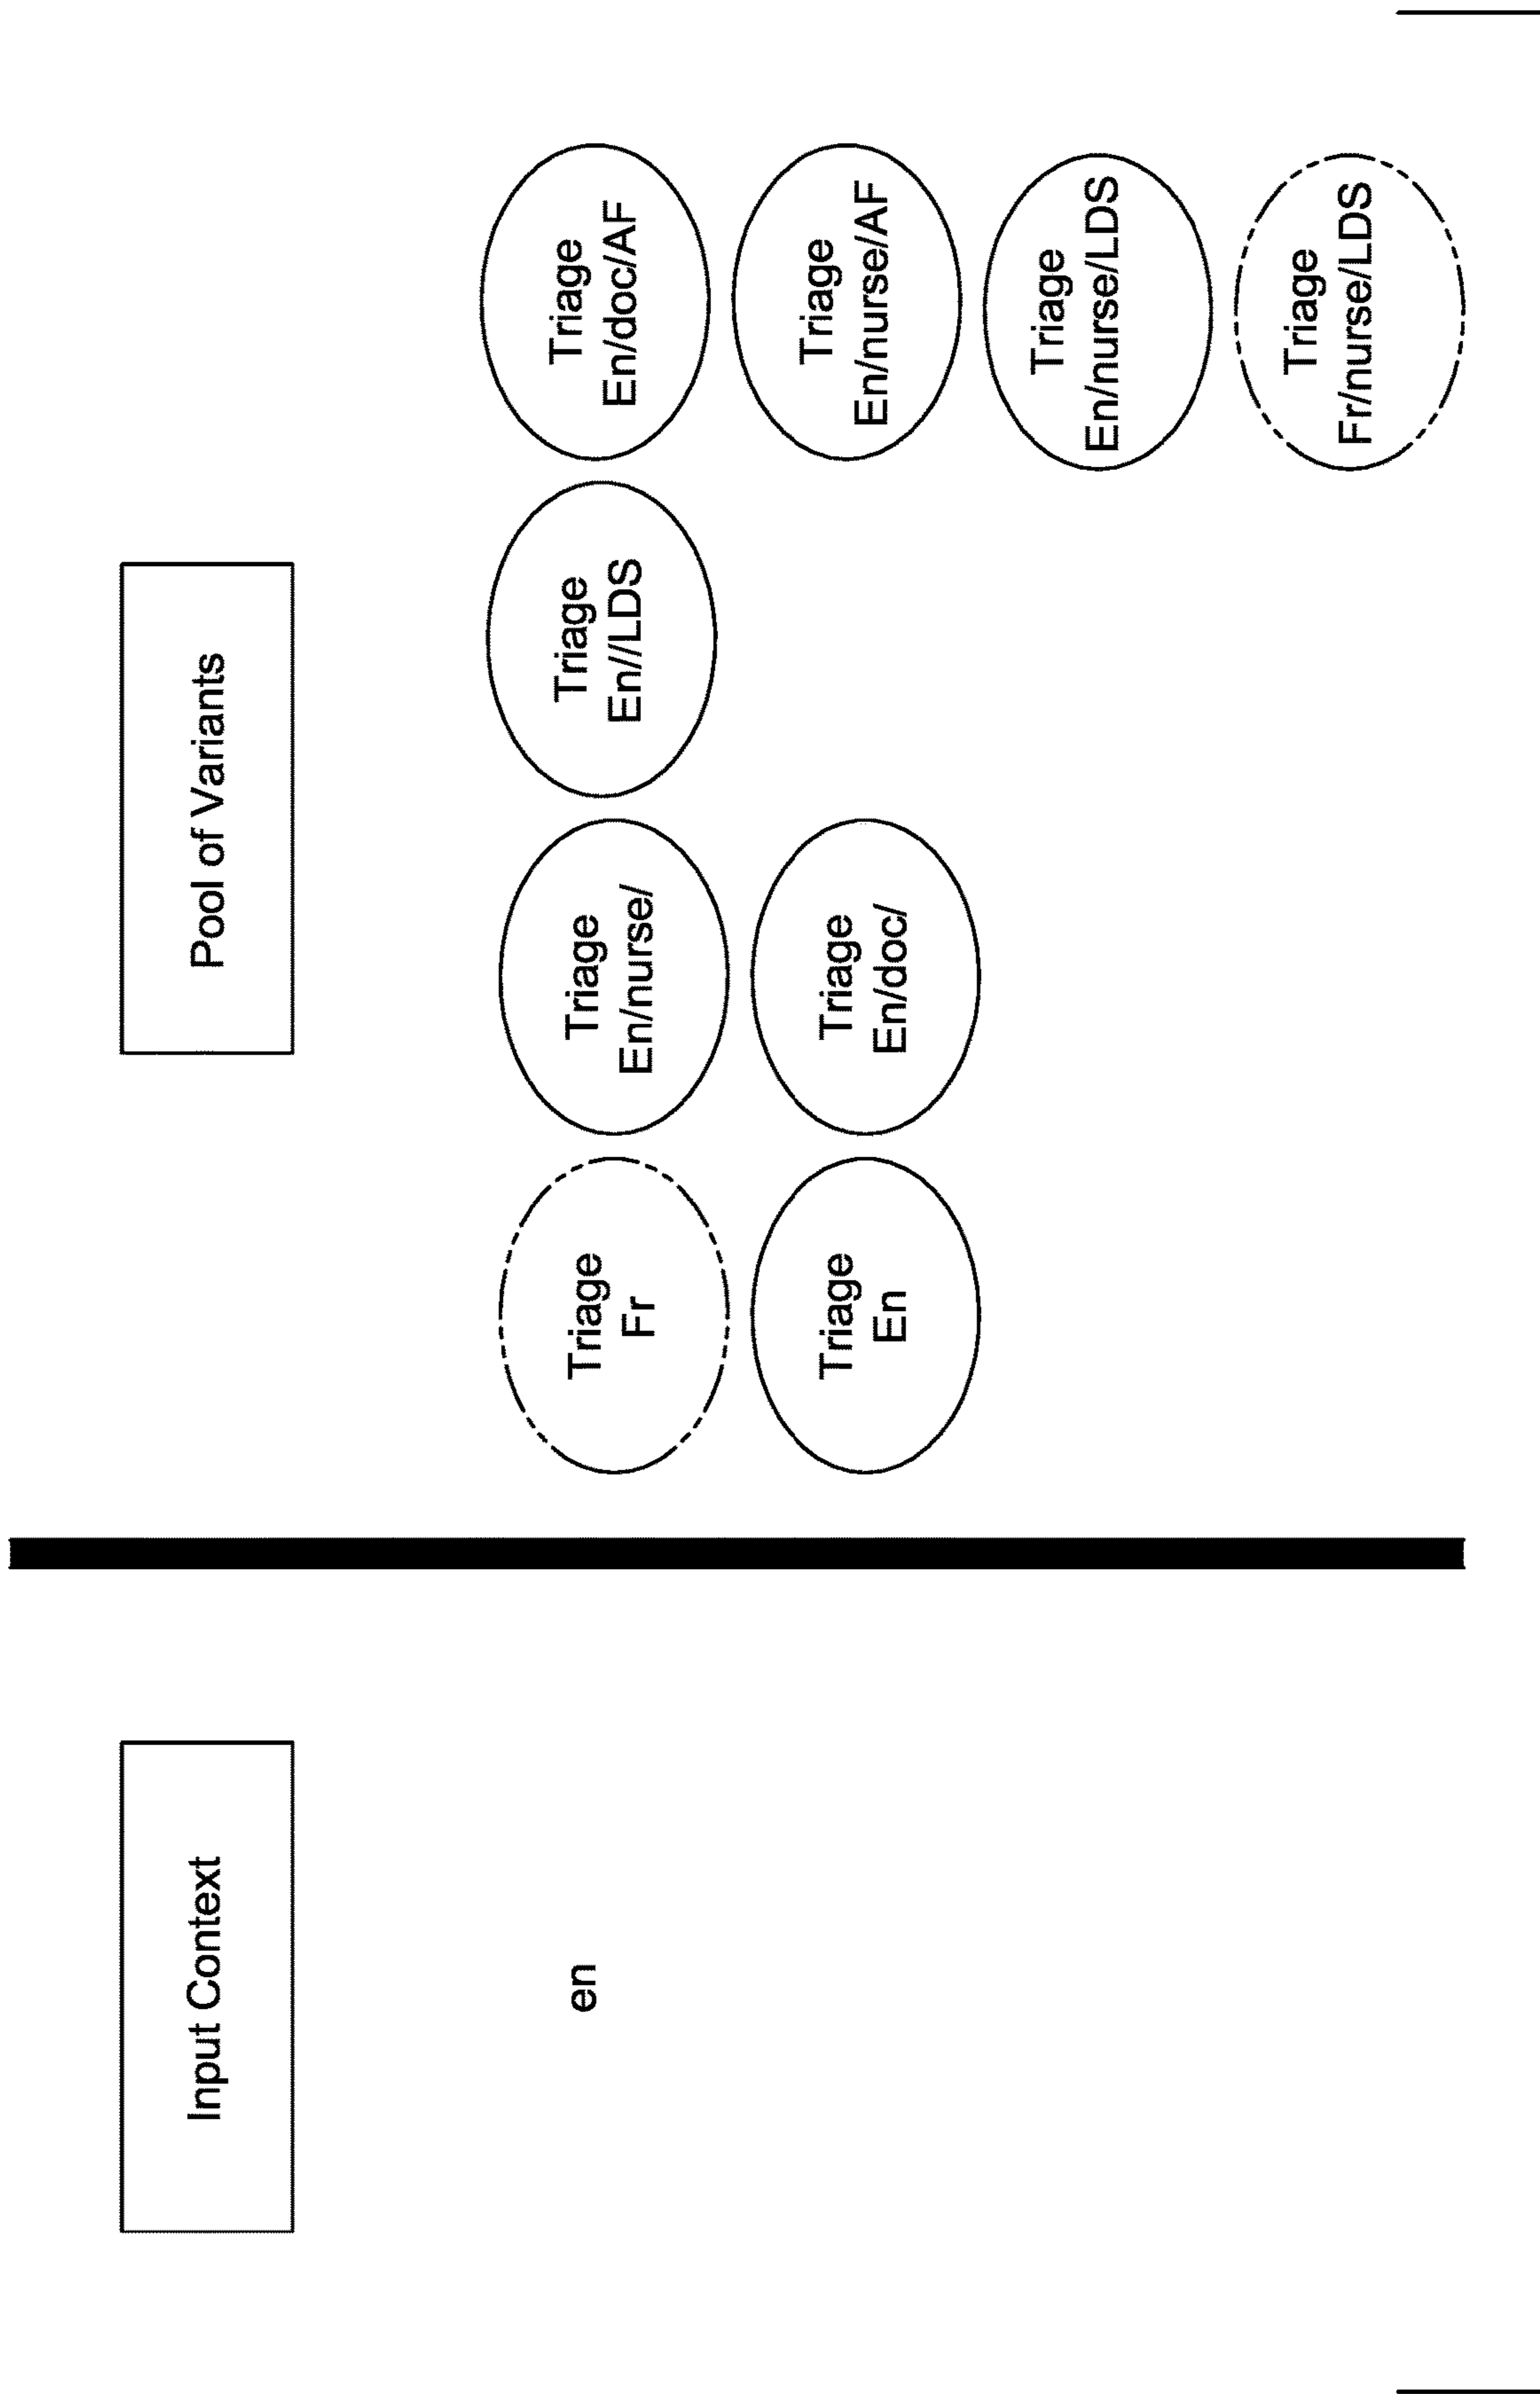 Input Context
Pool of Variants
en
Triage
Fr
Triage
En/nurse/
Triage
En//LDS
Triage
En/doc/AF
Triage
En
Triage
En/doc/
Triage
En/nurse/AF
Triage
En/nurse/LDS
Triage
Fr/nurse/LDS